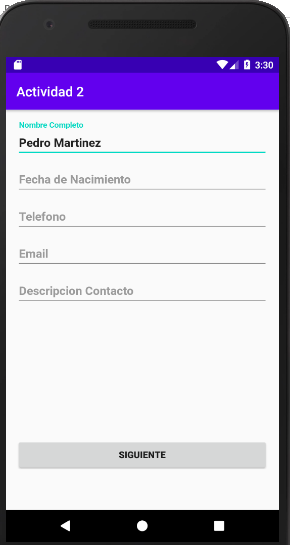 3:30
Actividad 2
Nombre Completo
Pedro Martinez
Fecha de Nacimiento
Telefono
Email
Descripcion Contacto
SIGUIENTE